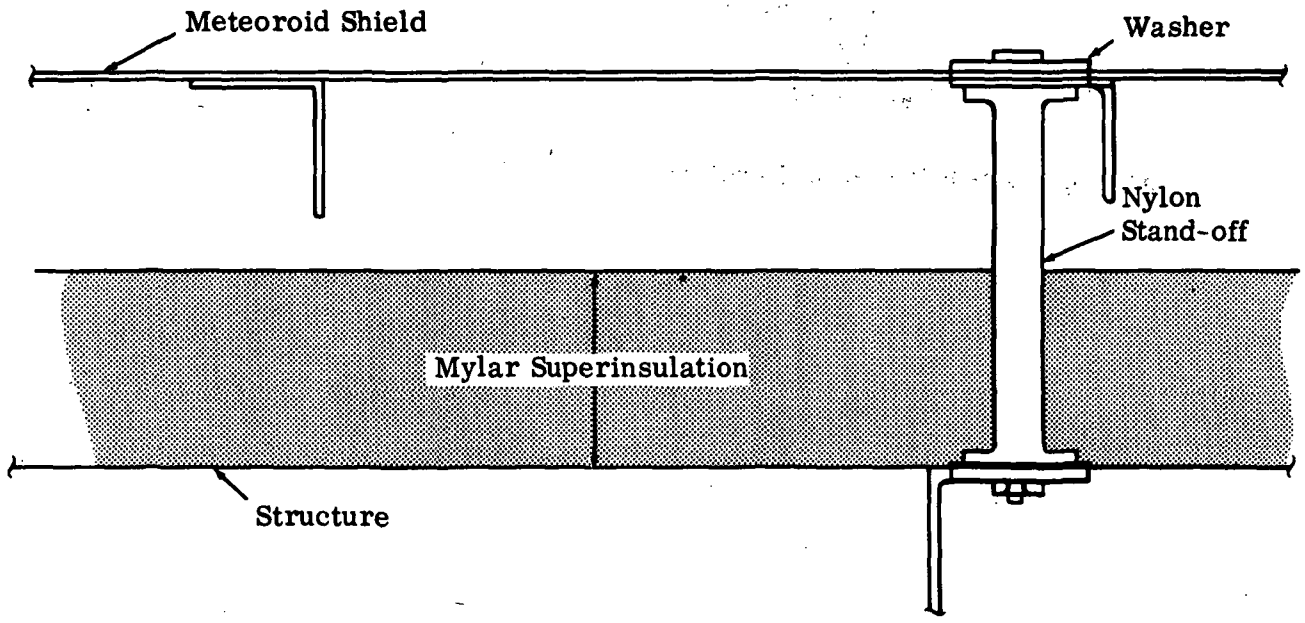 Meteoroid Shield
Washer
Nylon
Stand-off
Mylar Superinsulation
Structure